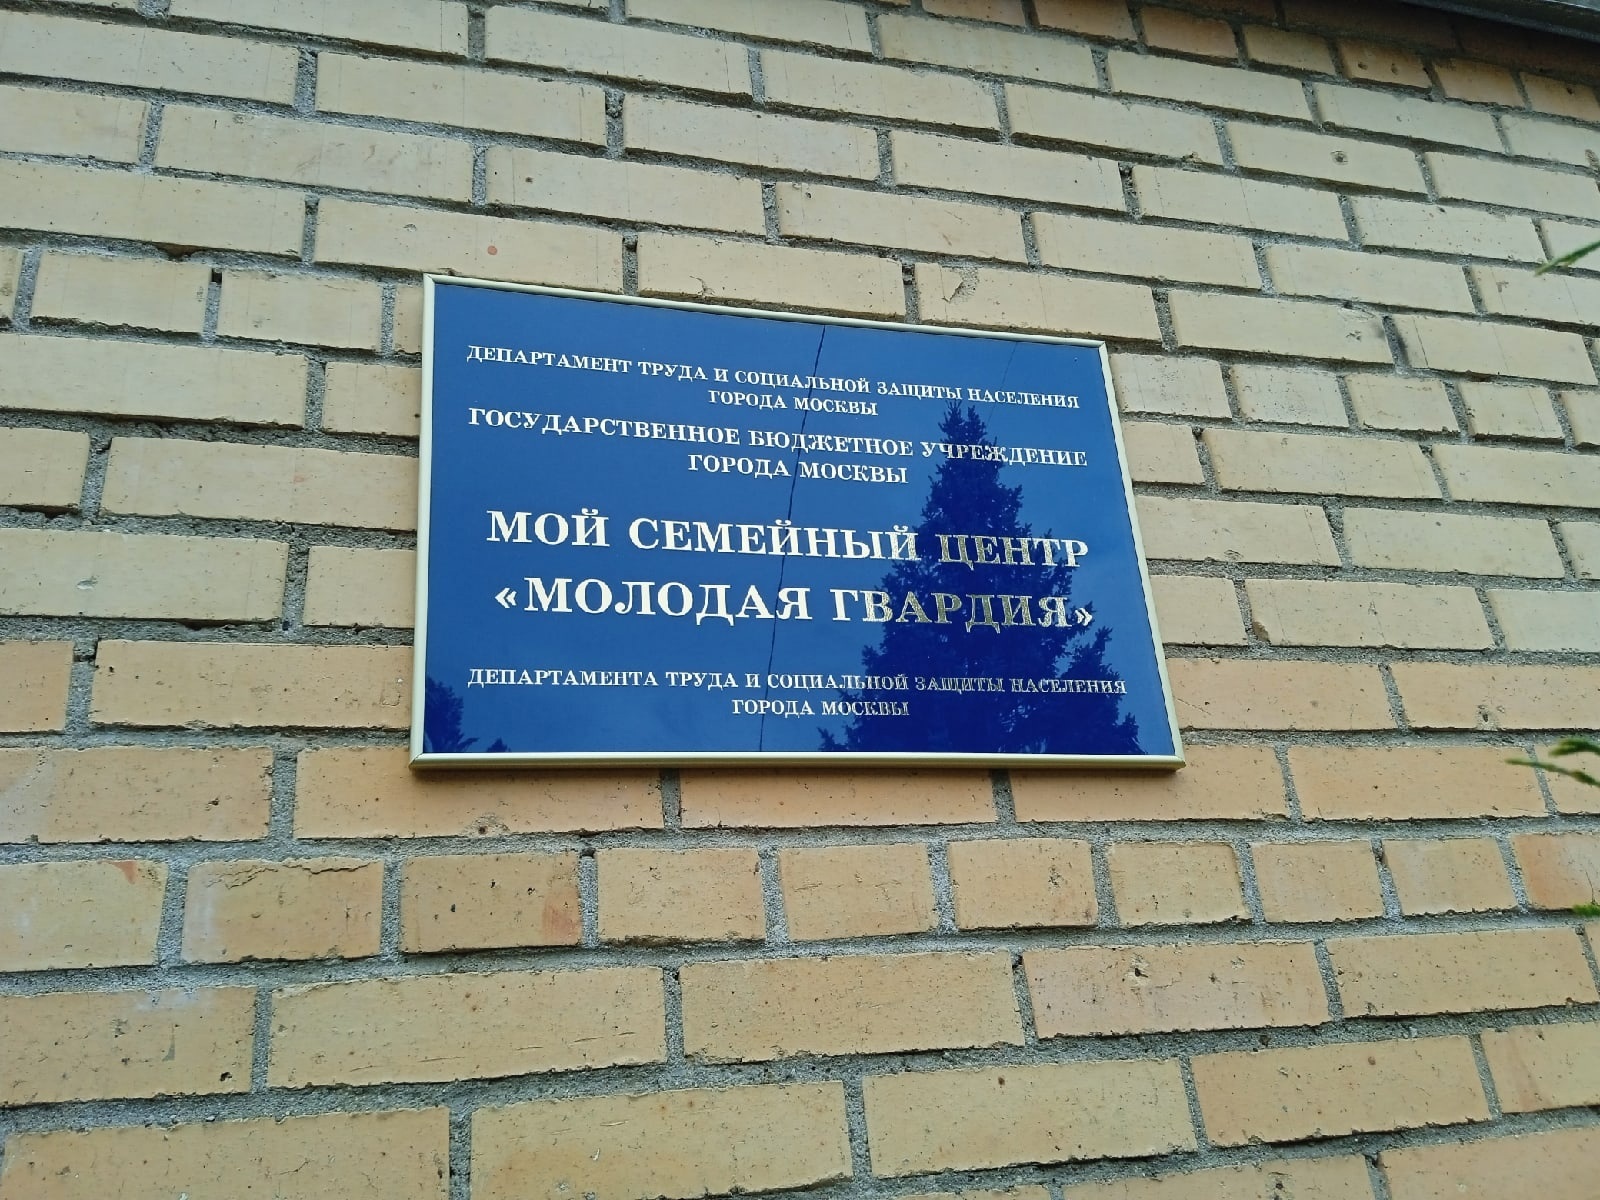 ДЕПАРТАМЕНТ ТРУДА И СОЦИАЛЬНОЙ ЗАЩИТЫ НАСЕЛЕНИЯ
ГОРОДА МОСКВЫ
ГОСУДАРСТВЕННОЕ БЮДЖЕТНОЕ УЧРЕЖДЕНИЕ
ГОРОДА МОСКВЫ
МОЙ СЕМЕЙНЫЙ ЦЕНТР
«МОЛОДАЯ ГВАРДИЯ»
ДЕПАРТАМЕНТА ТРУДА И СОЦИАЛЬНОЙ ЗАЩИТЫ НАСЕЛЕНИЯ
ГОРОДА МОСКВЫ